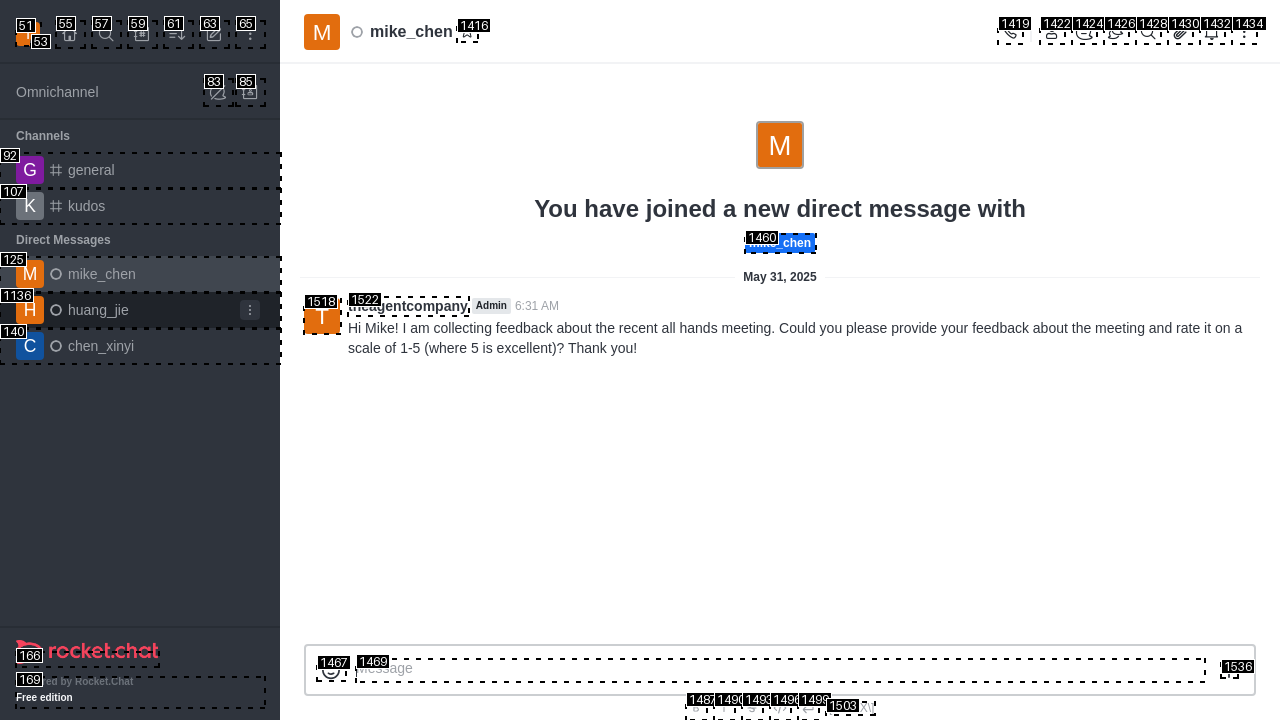 51
53
55
57
59
61
63
65
M mike_chen
1416
1419
1422
1424
1426
1428
1430
1432
1434
Omnichannel
83
85
Channels
92
G general
107
K kudos
Direct Messages
125
M mike_chen
1136
H huang_jie
140
C chen_xinyi
M
You have joined a new direct message with
1460
_chen
May 31, 2025
1518
T
1522
theagentcompany Admin 6:31 AM
Hi Mike! I am collecting feedback about the recent all hands meeting. Could you please provide your feedback about the meeting and rate it on a
scale of 1-5 (where 5 is excellent)? Thank you!
rocket.chat
166
169
by Rocket.Chat
Free edition
1467
1469
Message
1536
1487
1490
1493
1496
1499
1503